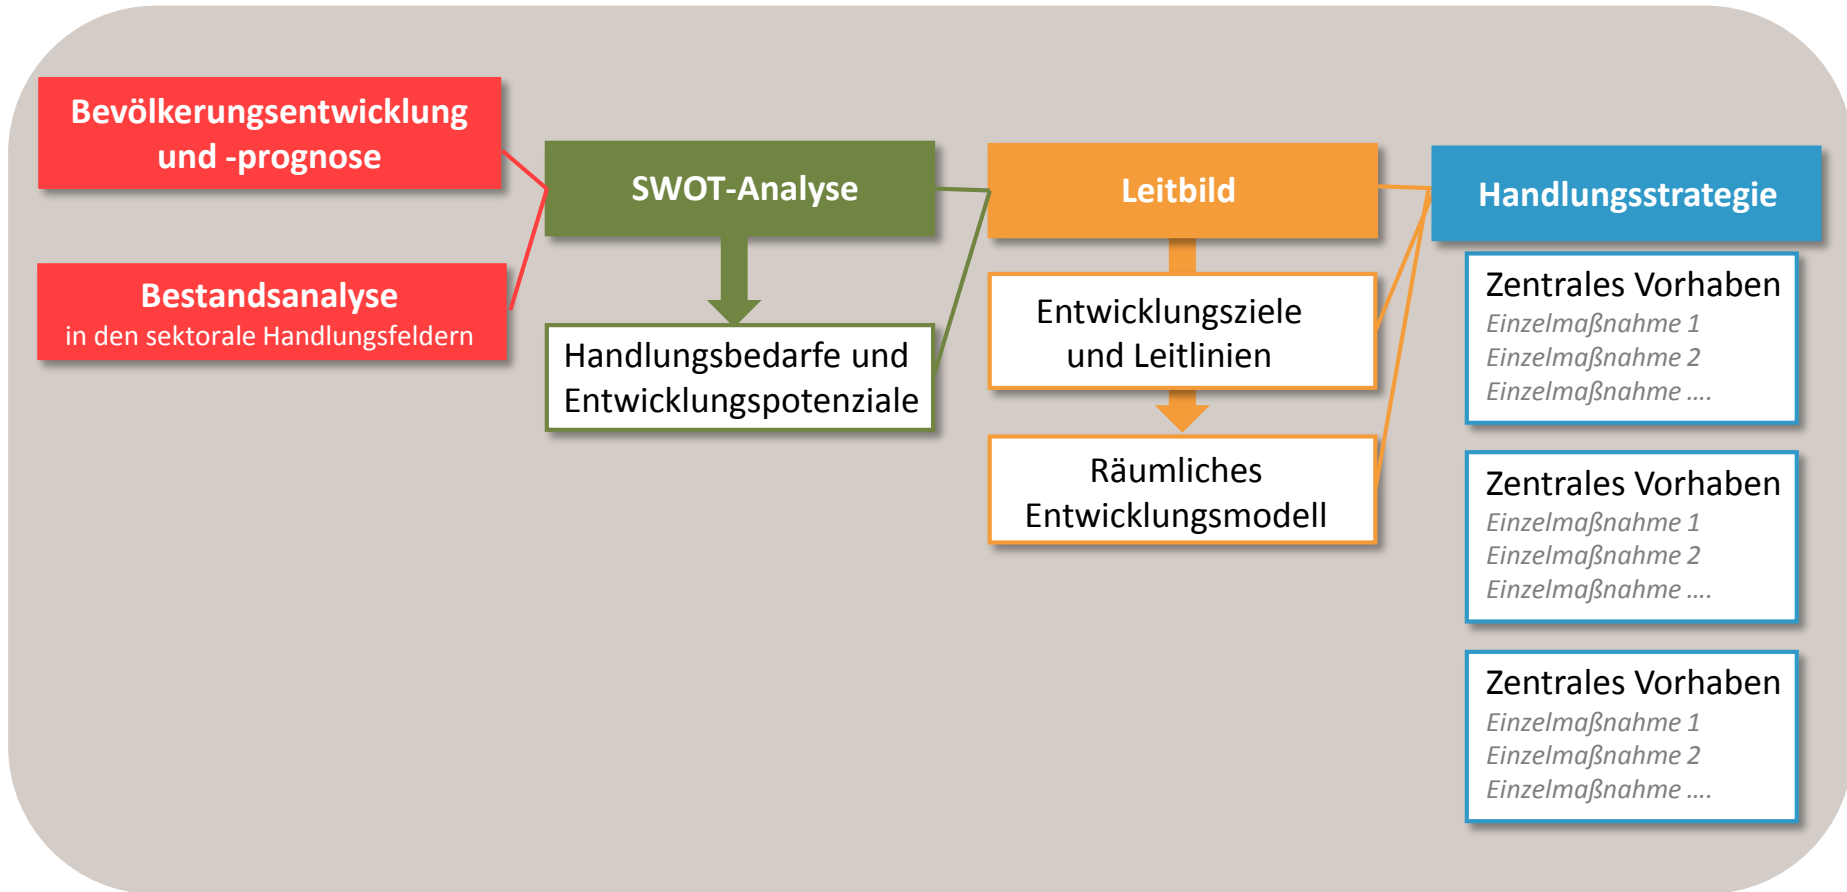 Bevölkerungsentwicklung
und -prognose
Bestandsanalyse
in den sektorale Handlungsfeldern
SWOT-Analyse
Handlungsbedarfe und
Entwicklungspotenziale
Leitbild
Entwicklungsziele
und Leitlinien
Räumliches
Entwicklungsmodell
Handlungsstrategie
Zentrales Vorhaben
Einzelmaßnahme 1
Einzelmaßnahme 2
Einzelmaßnahme ....
Zentrales Vorhaben
Einzelmaßnahme 1
Einzelmaßnahme 2
Einzelmaßnahme ....
Zentrales Vorhaben
Einzelmaßnahme 1
Einzelmaßnahme 2
Einzelmaßnahme ....